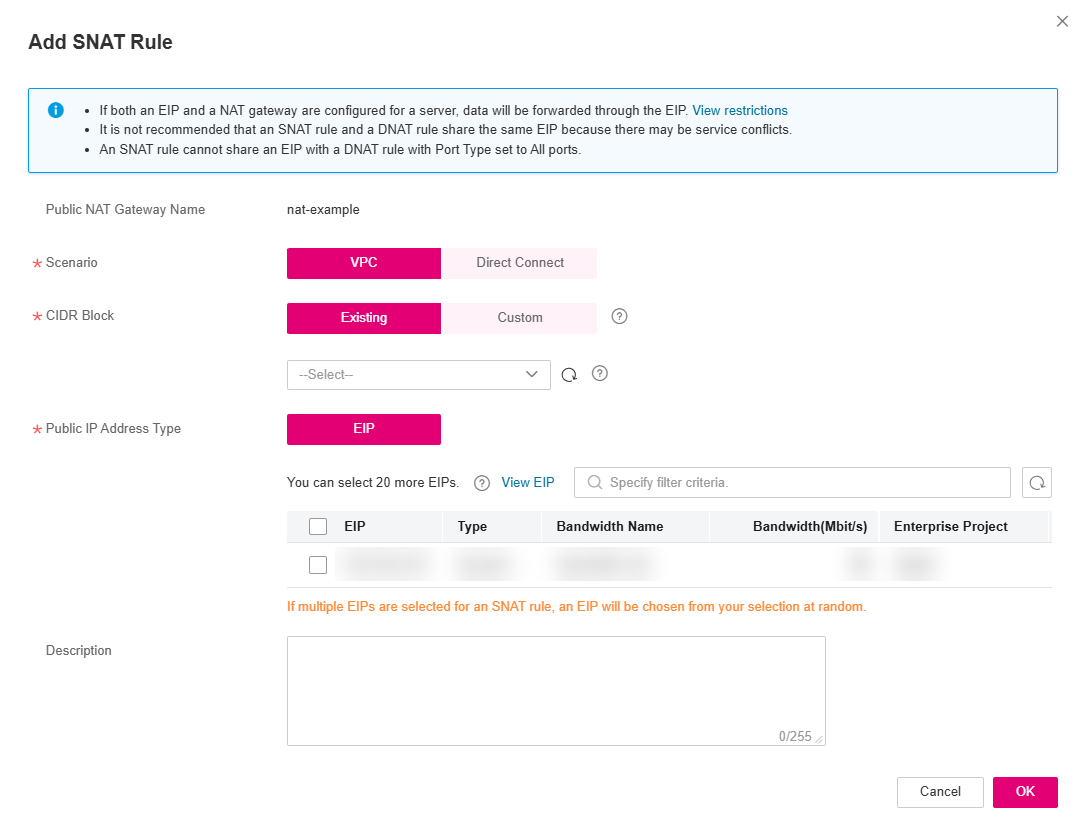 Add SNAT Rule
If both an EIP and a NAT gateway are configured for a server, data will be forwarded through the EIP. View restrictions
It is not recommended that an SNAT rule and a DNAT rule share the same EIP because there may be service conflicts.
An SNAT rule cannot share an EIP with a DNAT rule with Port Type set to All ports.
Public NAT Gateway Name nat-example
* Scenario VPC Direct Connect
* CIDR Block Existing Custom
--Select--
* Public IP Address Type EIP
You can select 20 more EIPs. View EIP Specify filter criteria.
EIP Type Bandwidth Name Bandwidth(Mbit/s) Enterprise Project
If multiple EIPs are selected for an SNAT rule, an EIP will be chosen from your selection at random.
Description
0/255
Cancel OK